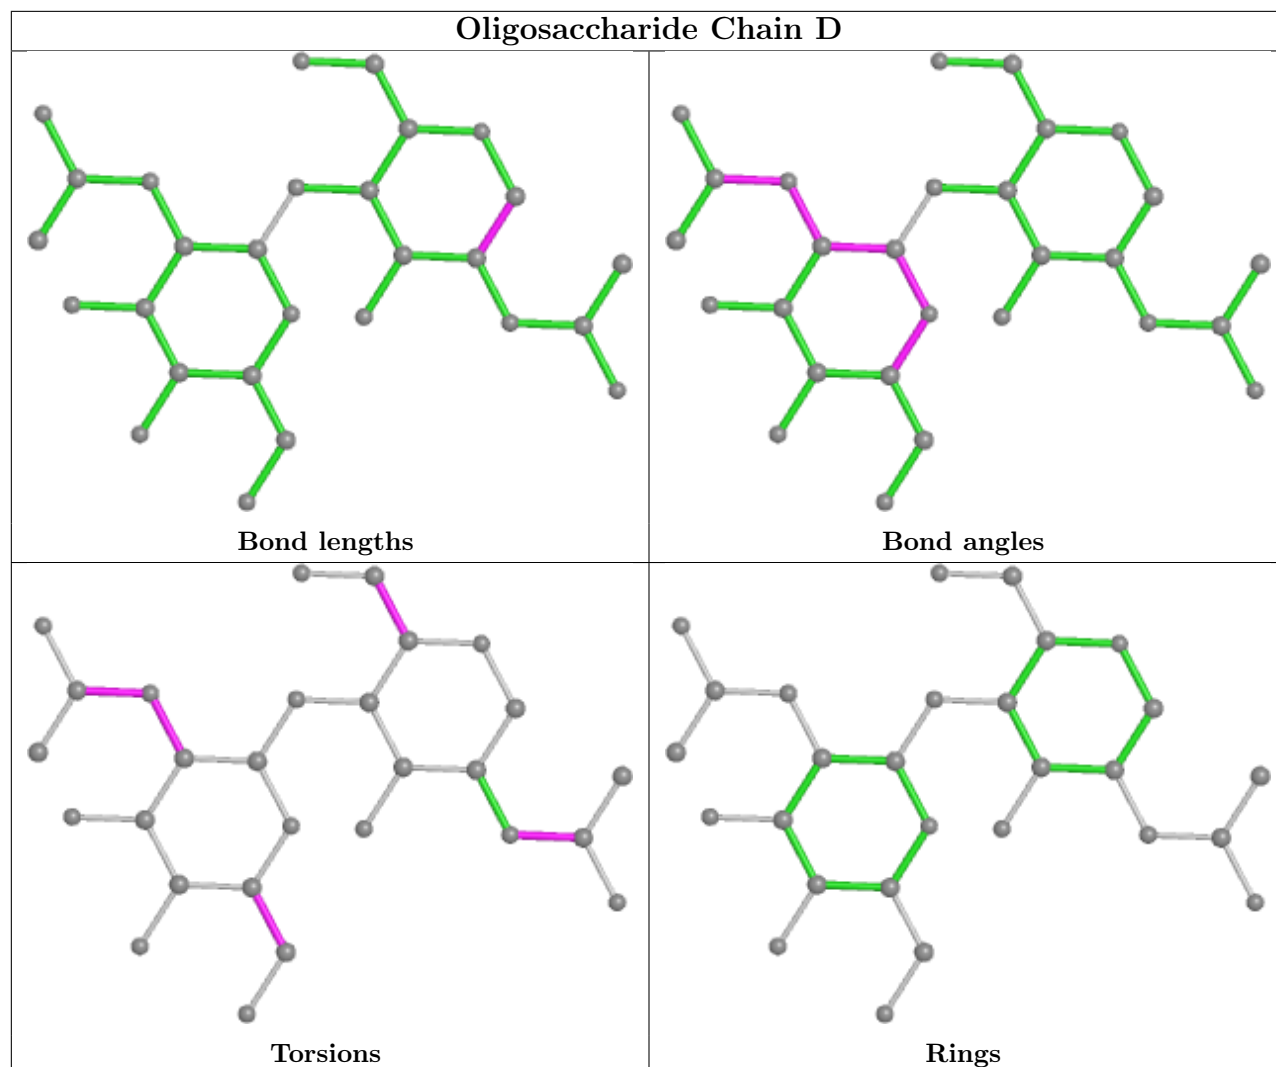 Oligosaccharide Chain D
Bond lengths
Bond angles
Torsions
Rings